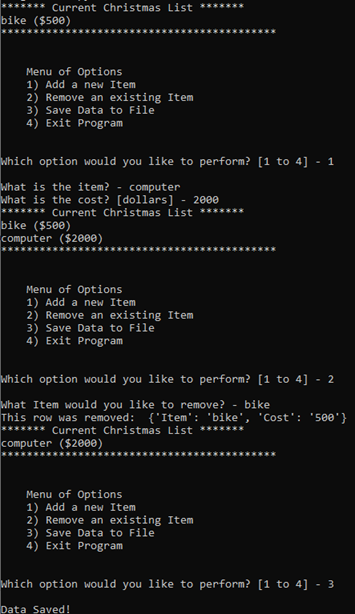 ******* Current Christmas List *******
bike ($500)
*******************************************
Menu of Options
1) Add a new Item
2) Remove an existing Item
3) Save Data to File
4) Exit Program
Which option would you like to perform? [1 to 4] - 1
What is the item? - computer
What is the cost? [dollars] - 2000
******* Current Christmas List *******
bike ($500)
computer ($2000)
*******************************************
Menu of Options
1) Add a new Item
2) Remove an existing Item
3) Save Data to File
4) Exit Program
Which option would you like to perform? [1 to 4] - 2
What Item would you like to remove? - bike
This row was removed:  {'Item': 'bike', 'Cost': '500'}
******* Current Christmas List *******
computer ($2000)
*******************************************
Menu of Options
1) Add a new Item
2) Remove an existing Item
3) Save Data to File
4) Exit Program
Which option would you like to perform? [1 to 4] - 3
Data Saved!